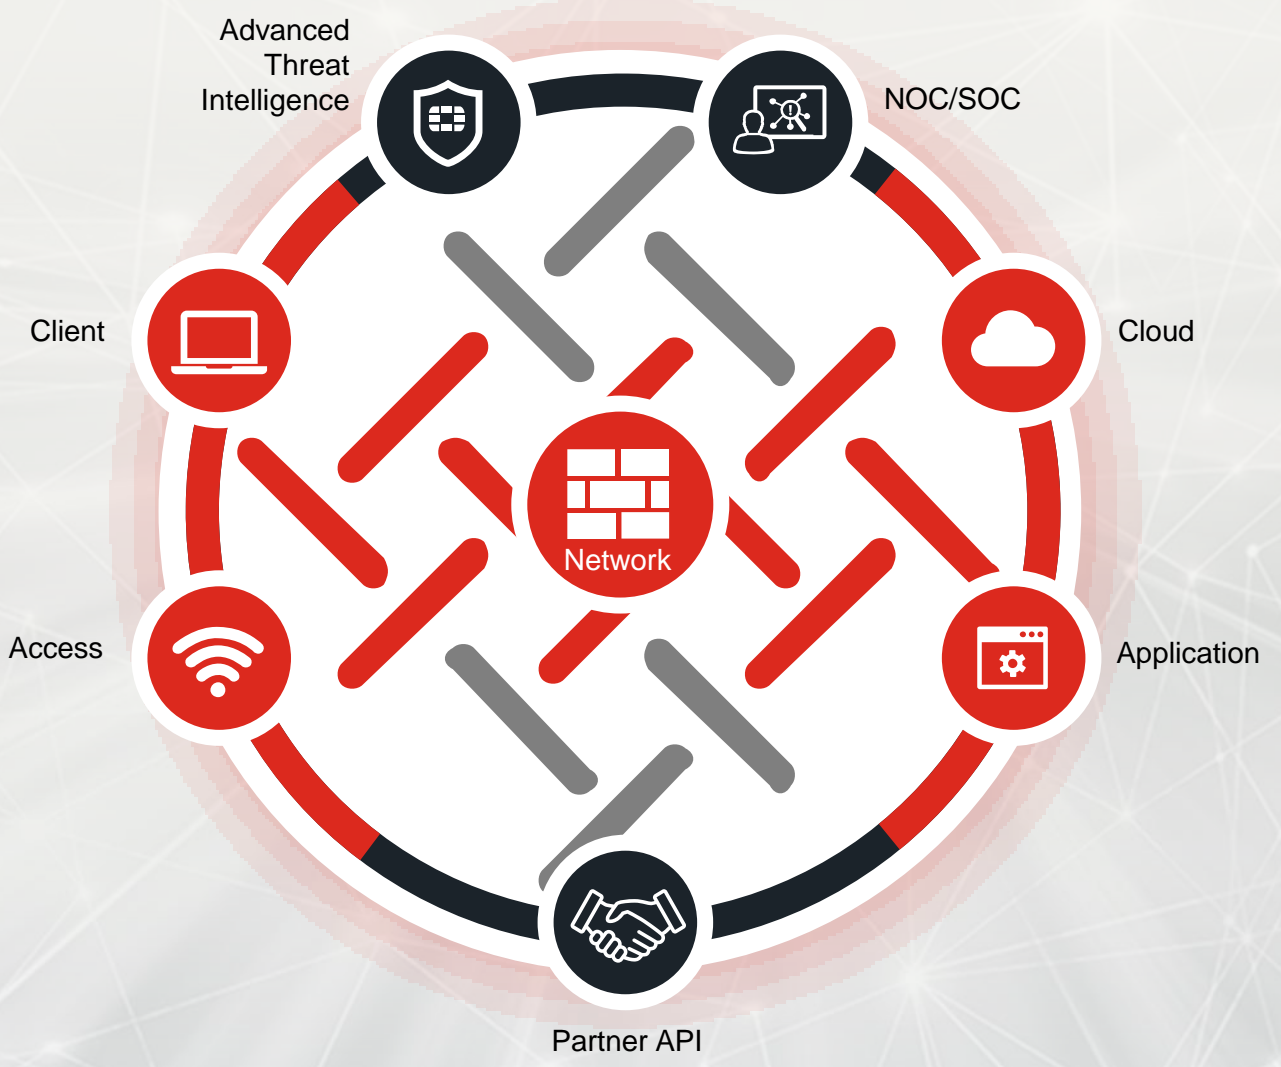 Advanced
Threat
Intelligence
NOC/SOC
Client
Cloud
Network
Access
Application
Partner API